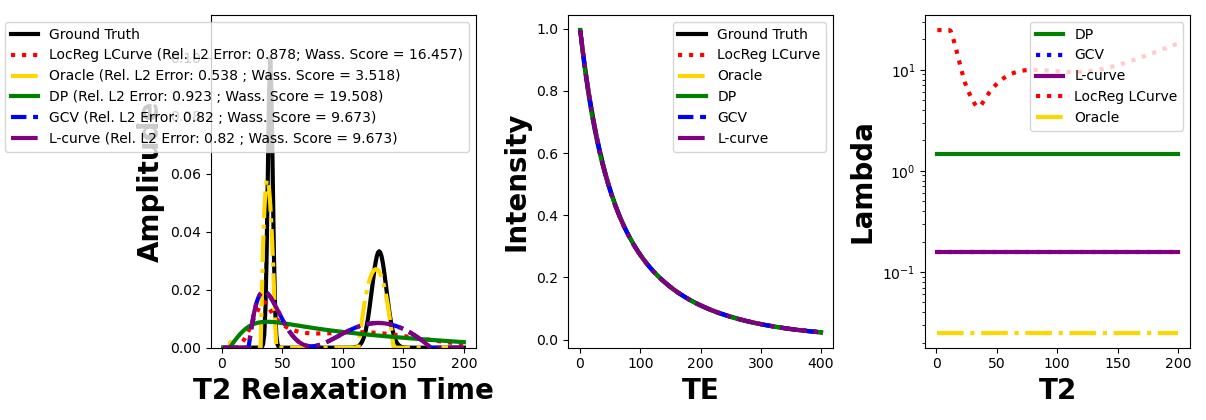 Ground Truth
LocReg LCurve (Rel. L2 Error: 0.878; Wass. Score = 16.457)
Oracle (Rel. L2 Error: 0.538 ; Wass. Score = 3.518)
DP (Rel. L2 Error: 0.923 ; Wass. Score = 19.508)
GCV (Rel. L2 Error: 0.82 ; Wass. Score = 9.673)
L-curve (Rel. L2 Error: 0.82 ; Wass. Score = 9.673)
Amplitude
0.10
0.08
0.06
0.04
0.02
0.00
0 50 100 150 200
T2 Relaxation Time
Ground Truth
LocReg LCurve
Oracle
DP
GCV
L-curve
Intensity
1.0
0.8
0.6
0.4
0.2
0.0
0 100 200 300 400
TE
DP
GCV
L-curve
LocReg LCurve
Oracle
Lambda
10¹
10⁰
10⁻¹
0 50 100 150 200
T2